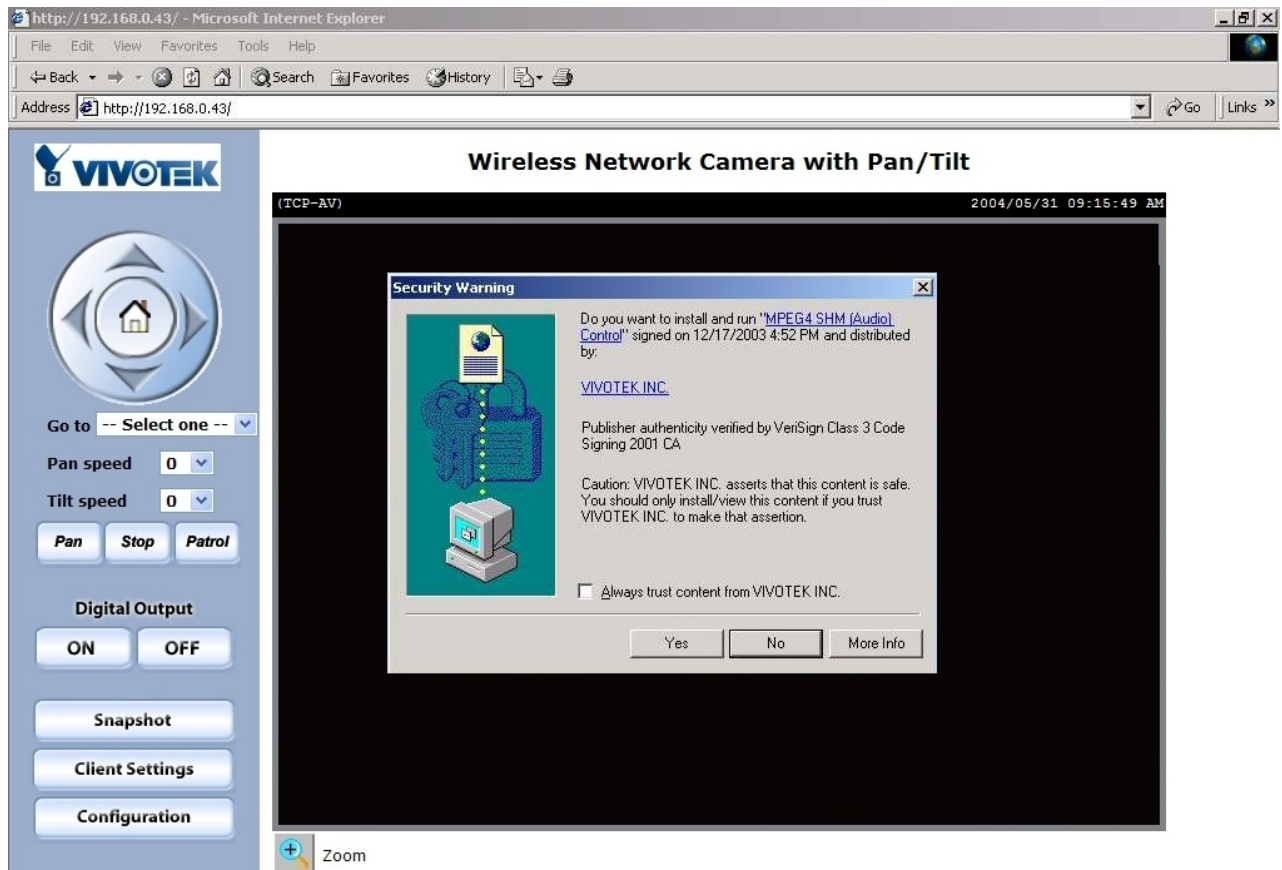 http://192.168.0.43/ - Microsoft Internet Explorer
File Edit View Favorites Tools Help
Back Search Favorites History
Address http://192.168.0.43/ Go Links »
VIVOTEK
Wireless Network Camera with Pan/Tilt
(TCP-AV) 2004/05/31 09:15:49 AM
Security Warning
Do you want to install and run "MPEG4 SHM (Audio)
Control" signed on 12/17/2003 4:52 PM and distributed
by:
VIVOTEK INC.
Publisher authenticity verified by VeriSign Class 3 Code
Signing 2001 CA
Caution: VIVOTEK INC. asserts that this content is safe.
You should only install/view this content if you trust
VIVOTEK INC. to make that assertion.
Always trust content from VIVOTEK INC.
Yes No More Info
Go to -- Select one --
Pan speed 0
Tilt speed 0
Pan Stop Patrol
Digital Output
ON OFF
Snapshot
Client Settings
Configuration
Zoom